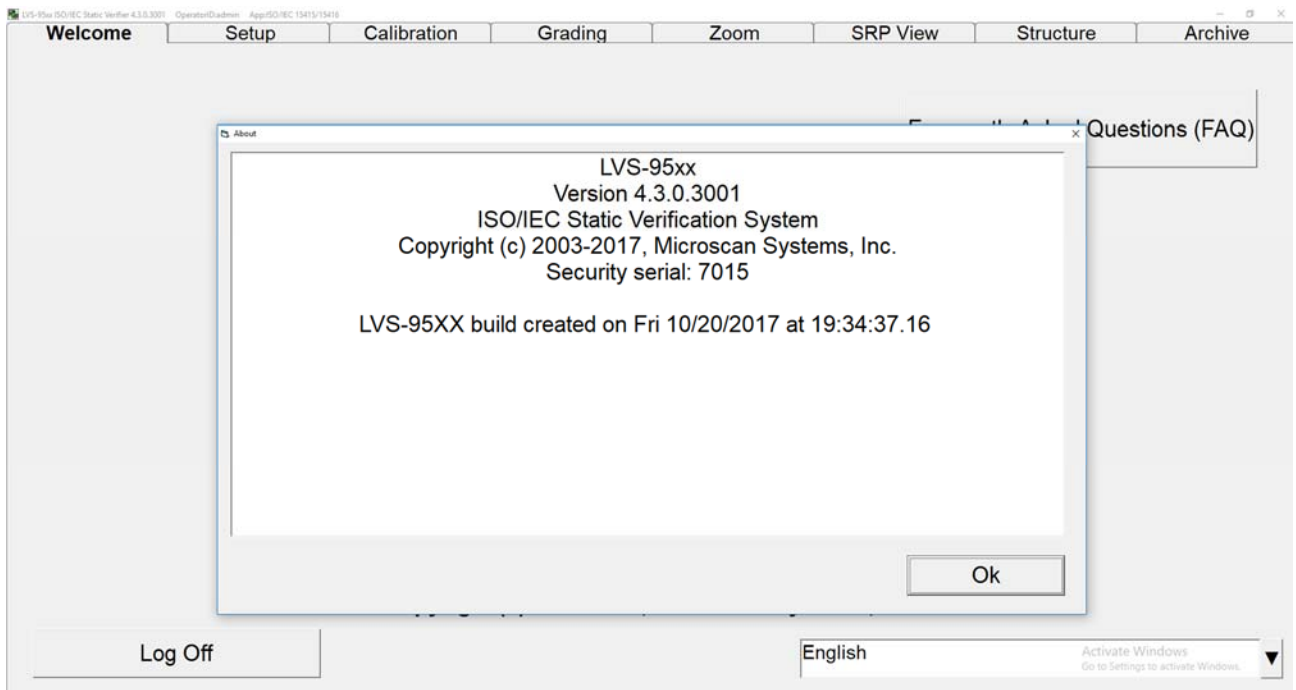 LVS-95xx ISO/IEC Static Verifier 4.3.0.3001 OperatorID:admin App:ISO/IEC 15415/15416
Welcome Setup Calibration Grading Zoom SRP View Structure Archive
Questions (FAQ)
About
LVS-95xx
Version 4.3.0.3001
ISO/IEC Static Verification System
Copyright (c) 2003-2017, Microscan Systems, Inc.
Security serial: 7015
LVS-95XX build created on Fri 10/20/2017 at 19:34:37.16
Ok
Log Off
English
Activate Windows
Go to Settings to activate Windows.